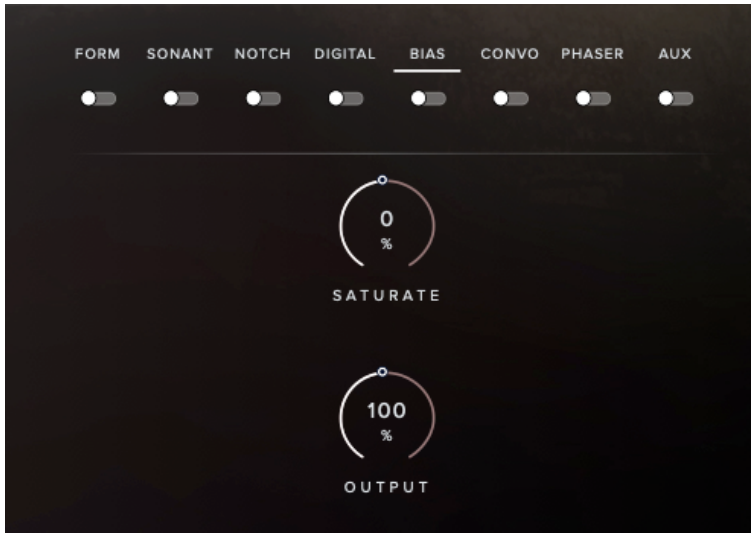 FORM SONANT NOTCH DIGITAL BIAS CONVO PHASER AUX
0
%
SATURATE
100
%
OUTPUT